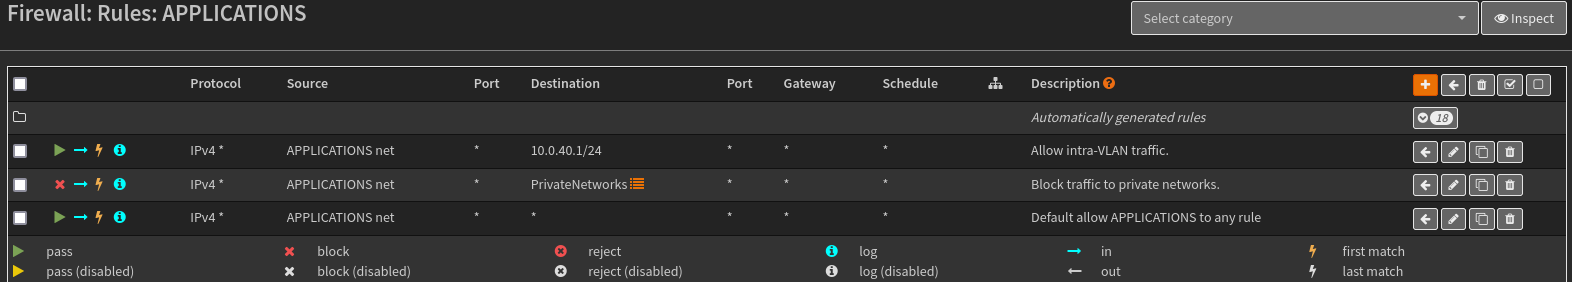 Firewall: Rules: APPLICATIONS
Select category
Inspect
Protocol Source Port Destination Port Gateway Schedule Description
Automatically generated rules 18
IPv4 * APPLICATIONS net * 10.0.40.1/24 * * * Allow intra-VLAN traffic.
IPv4 * APPLICATIONS net * PrivateNetworks * * * Block traffic to private networks.
IPv4 * APPLICATIONS net * * * * * Default allow APPLICATIONS to any rule
pass block reject log in first match
pass (disabled) block (disabled) reject (disabled) log (disabled) out last match